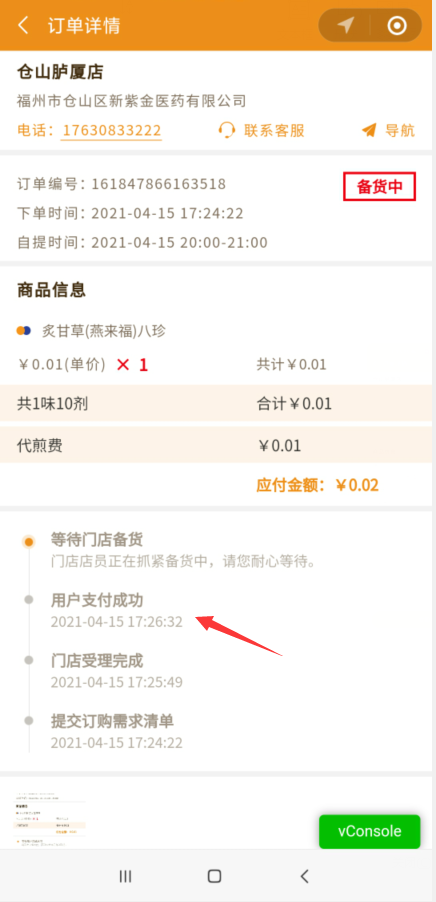 订单详情
仓山胪厦店
福州市仓山区新紫金医药有限公司
电话：17630833222 联系客服 导航
订单编号：161847866163518
备货中
下单时间：2021-04-15 17:24:22
自提时间：2021-04-15 20:00-21:00
商品信息
炙甘草(燕来福)八珍
￥0.01(单价) × 1 共计￥0.01
共1味10剂 合计￥0.01
代煎费 ￥0.01
应付金额：￥0.02
等待门店备货
门店店员正在抓紧备货中，请您耐心等待。
用户支付成功
2021-04-15 17:26:32
门店受理完成
2021-04-15 17:25:49
提交订购需求清单
2021-04-15 17:24:22
vConsole